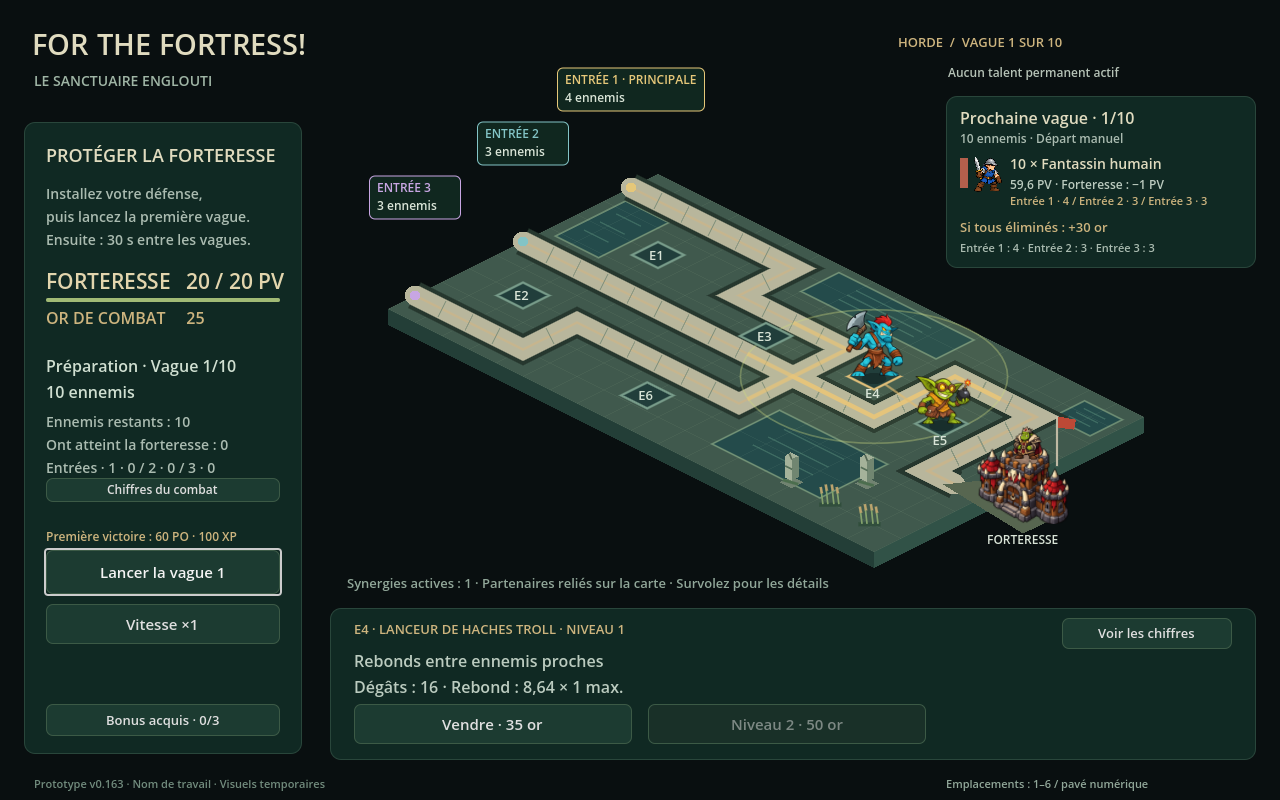 FOR THE FORTRESS!
LE SANCTUAIRE ENGLOUTI
HORDE / VAGUE 1 SUR 10
Aucun talent permanent actif
ENTRÉE 1 · PRINCIPALE
4 ennemis
ENTRÉE 2
3 ennemis
ENTRÉE 3
3 ennemis
Prochaine vague · 1/10
10 ennemis · Départ manuel
10 × Fantassin humain
59,6 PV · Forteresse : −1 PV
Entrée 1 · 4 / Entrée 2 · 3 / Entrée 3 · 3
Si tous éliminés : +30 or
Entrée 1 : 4 · Entrée 2 : 3 · Entrée 3 : 3
PROTÉGER LA FORTERESSE
Installez votre défense,
puis lancez la première vague.
Ensuite : 30 s entre les vagues.
FORTERESSE 20 / 20 PV
OR DE COMBAT 25
Préparation · Vague 1/10
10 ennemis
Ennemis restants : 10
Ont atteint la forteresse : 0
Entrées · 1 · 0 / 2 · 0 / 3 · 0
Chiffres du combat
Première victoire : 60 PO · 100 XP
Lancer la vague 1
Vitesse ×1
Bonus acquis · 0/3
E1
E2
E3
E4
E6
E5
FORTERESSE
Synergies actives : 1 · Partenaires reliés sur la carte · Survolez pour les détails
E4 · LANCEUR DE HACHES TROLL · NIVEAU 1
Voir les chiffres
Rebonds entre ennemis proches
Dégâts : 16 · Rebond : 8,64 × 1 max.
Vendre · 35 or
Niveau 2 · 50 or
Prototype v0.163 · Nom de travail · Visuels temporaires
Emplacements : 1–6 / pavé numérique